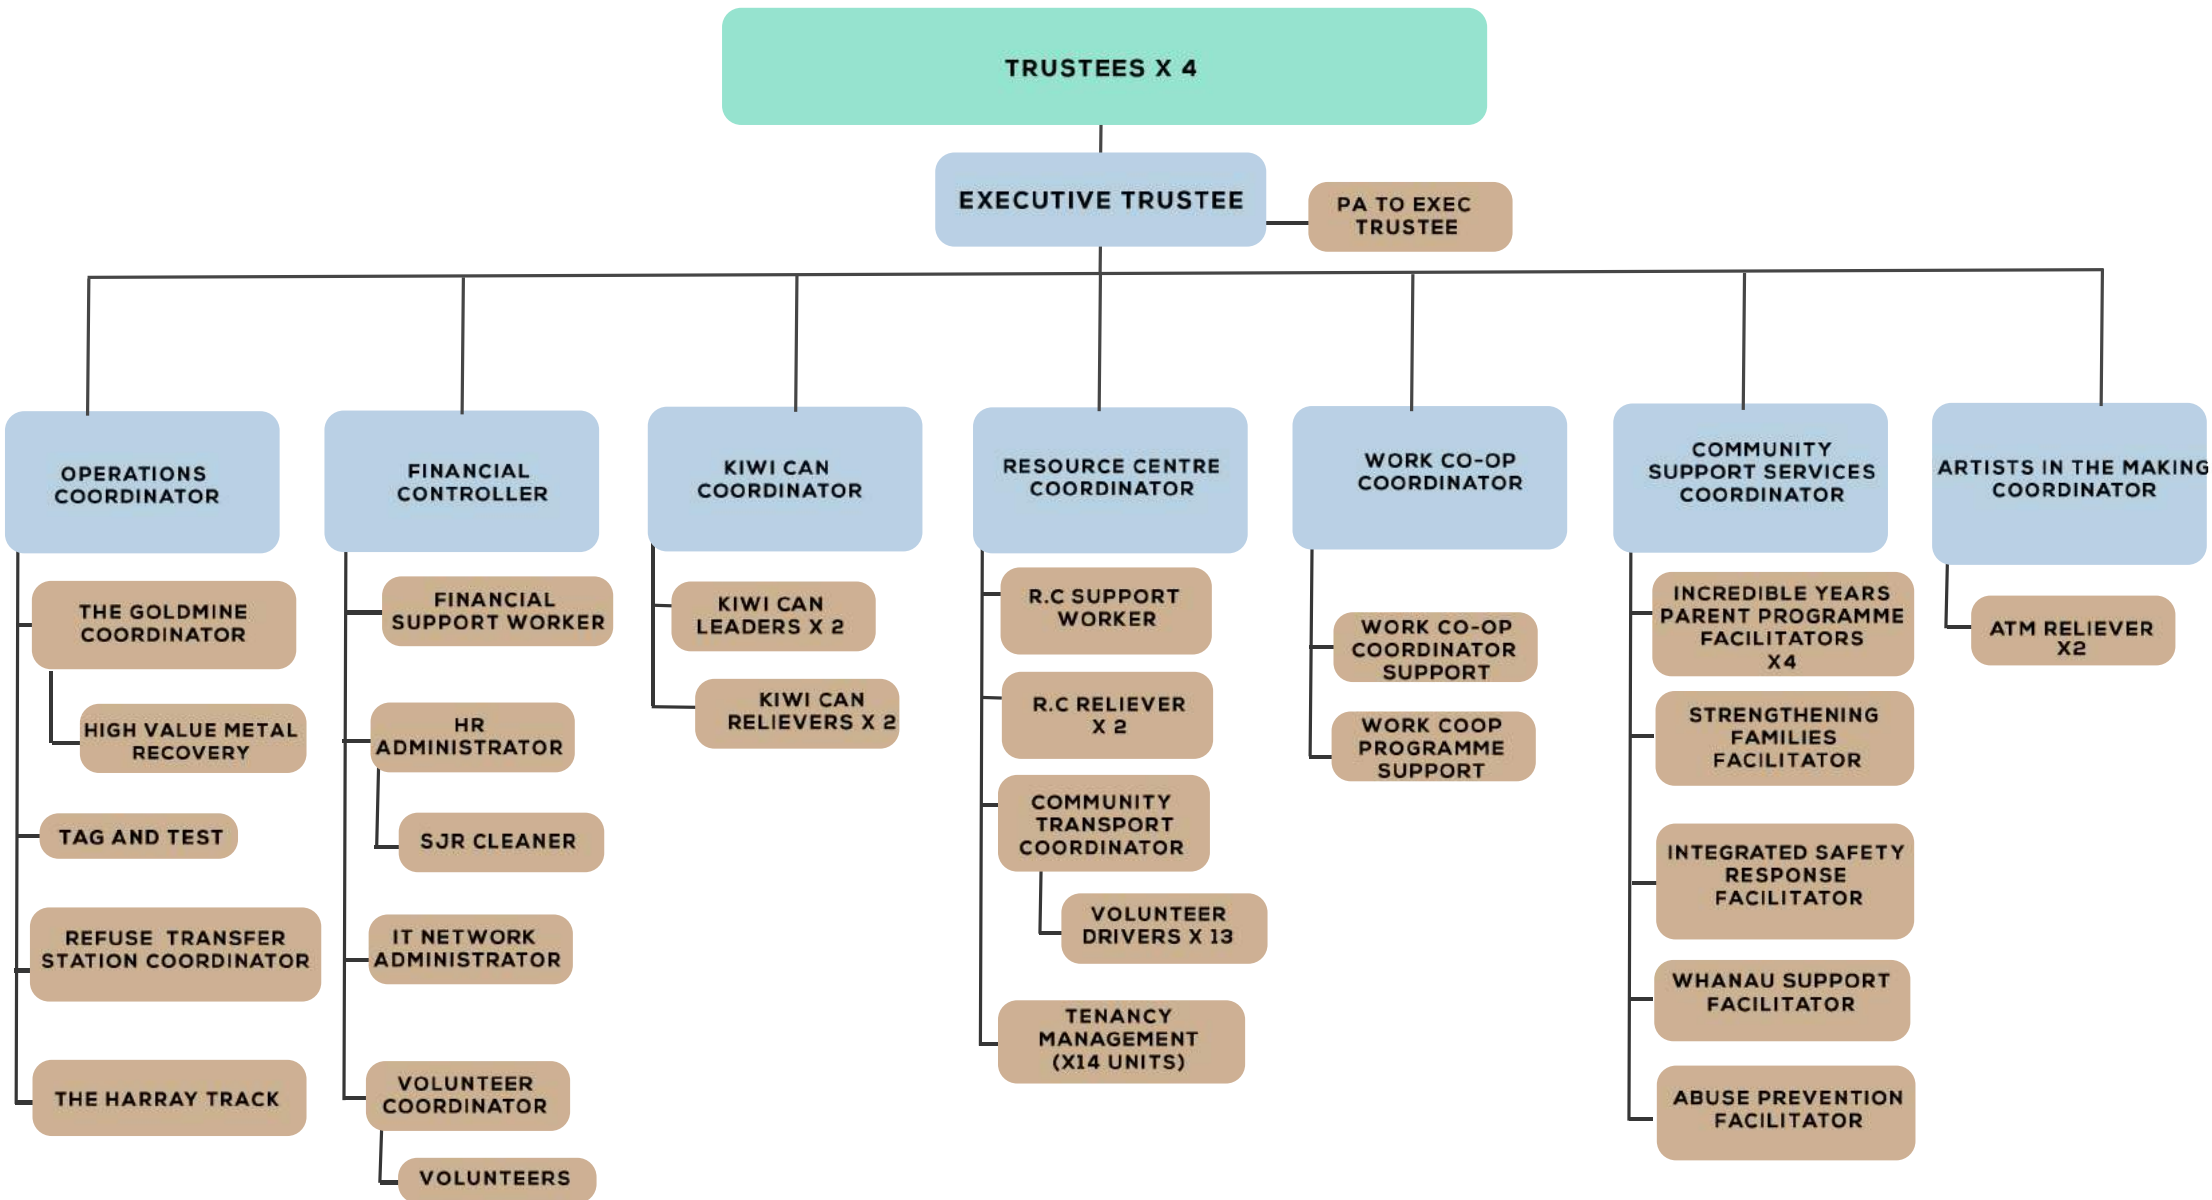 TRUSTEES X 4
EXECUTIVE TRUSTEE
PA TO EXEC
TRUSTEE
OPERATIONS
COORDINATOR
THE GOLDMINE
COORDINATOR
HIGH VALUE METAL
RECOVERY
TAG AND TEST
REFUSE TRANSFER
STATION COORDINATOR
THE HARRAY TRACK
FINANCIAL
CONTROLLER
FINANCIAL
SUPPORT WORKER
HR
ADMINISTRATOR
SJR CLEANER
IT NETWORK
ADMINISTRATOR
VOLUNTEER
COORDINATOR
VOLUNTEERS
KIWI CAN
COORDINATOR
KIWI CAN
LEADERS X 2
KIWI CAN
RELIEVERS X 2
RESOURCE CENTRE
COORDINATOR
R.C SUPPORT
WORKER
R.C RELIEVER
X 2
COMMUNITY
TRANSPORT
COORDINATOR
VOLUNTEER
DRIVERS X 13
TENANCY
MANAGEMENT
(X14 UNITS)
WORK CO-OP
COORDINATOR
WORK CO-OP
COORDINATOR
SUPPORT
WORK COOP
PROGRAMME
SUPPORT
COMMUNITY
SUPPORT SERVICES
COORDINATOR
INCREDIBLE YEARS
PARENT PROGRAMME
FACILITATORS
X4
STRENGTHENING
FAMILIES
FACILITATOR
INTEGRATED SAFETY
RESPONSE
FACILITATOR
WHANAU SUPPORT
FACILITATOR
ABUSE PREVENTION
FACILITATOR
ARTISTS IN THE MAKING
COORDINATOR
ATM RELIEVER
X2